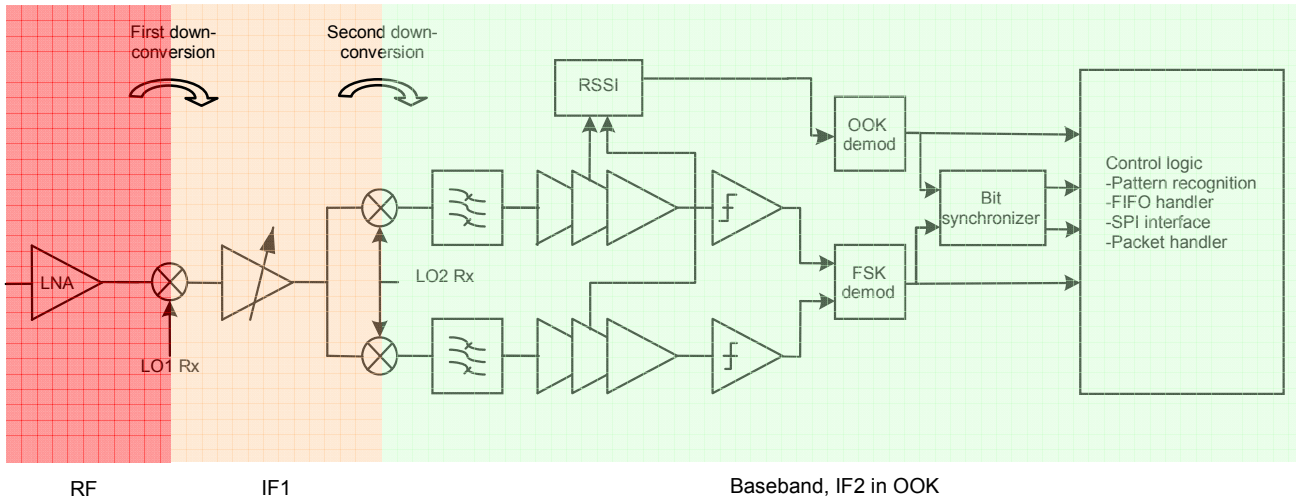 First down-
conversion
Second down-
conversion
RSSI
OOK
demod
Control logic
-Pattern recognition
-FIFO handler
-SPI interface
-Packet handler
Bit
synchronizer
LNA
LO2 Rx
FSK
demod
LO1 Rx
RF
IF1
Baseband, IF2 in OOK